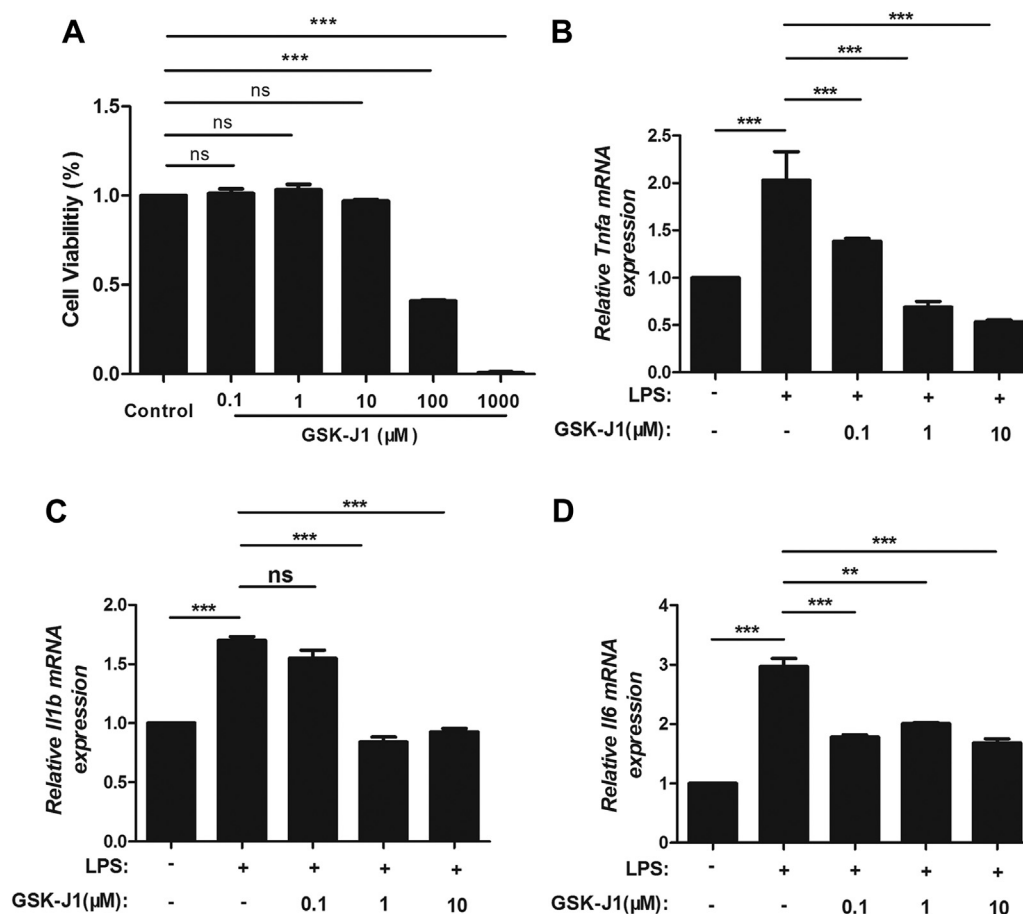 A
***
***
ns
ns
ns
1.5
1.0
0.5
0.0
Cell Viabilitiy (%)
Control 0.1 1 10 100 1000
GSK-J1 (µM)
B
***
***
***
***
2.5
2.0
1.5
1.0
0.5
0.0
Relative Tnfa mRNA
expression
LPS: - + + + +
GSK-J1(µM): - - 0.1 1 10
C
***
***
ns
***
2.0
1.5
1.0
0.5
0.0
Relative Il1b mRNA
expression
LPS: - + + + +
GSK-J1(µM): - - 0.1 1 10
D
***
**
***
***
4
3
2
1
0
Relative Il6 mRNA
expression
LPS: - + + + +
GSK-J1(µM): - - 0.1 1 10